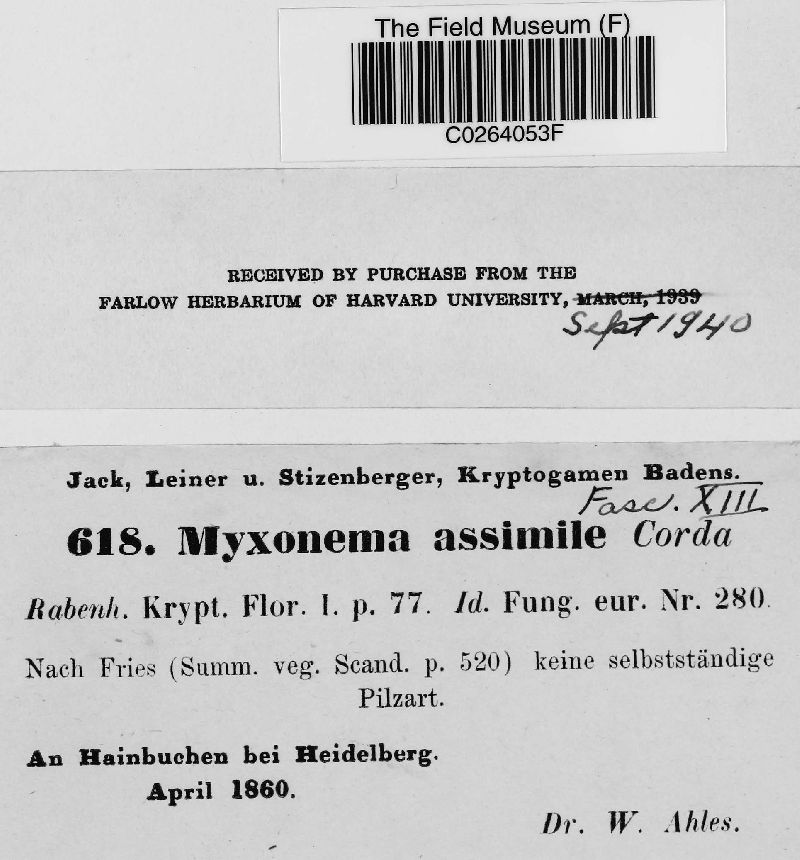 The Field Museum (F)
C0264053F
RECEIVED BY PURCHASE FROM THE
FARLOW HERBARIUM OF HARVARD UNIVERSITY, MARCH, 1939
Sept 1940
Jack, Leiner u. Stizenberger, Kryptogamen Badens.
Fasc. XIII
618. Myxonema assimile Corda
Rabenh. Krypt. Flor. I. p. 77. Id. Fung. eur. Nr. 280.
Nach Fries (Summ. veg. Scand. p. 520) keine selbstständige
Pilzart.
An Hainbuchen bei Heidelberg.
April 1860.
Dr. W. Ahles.